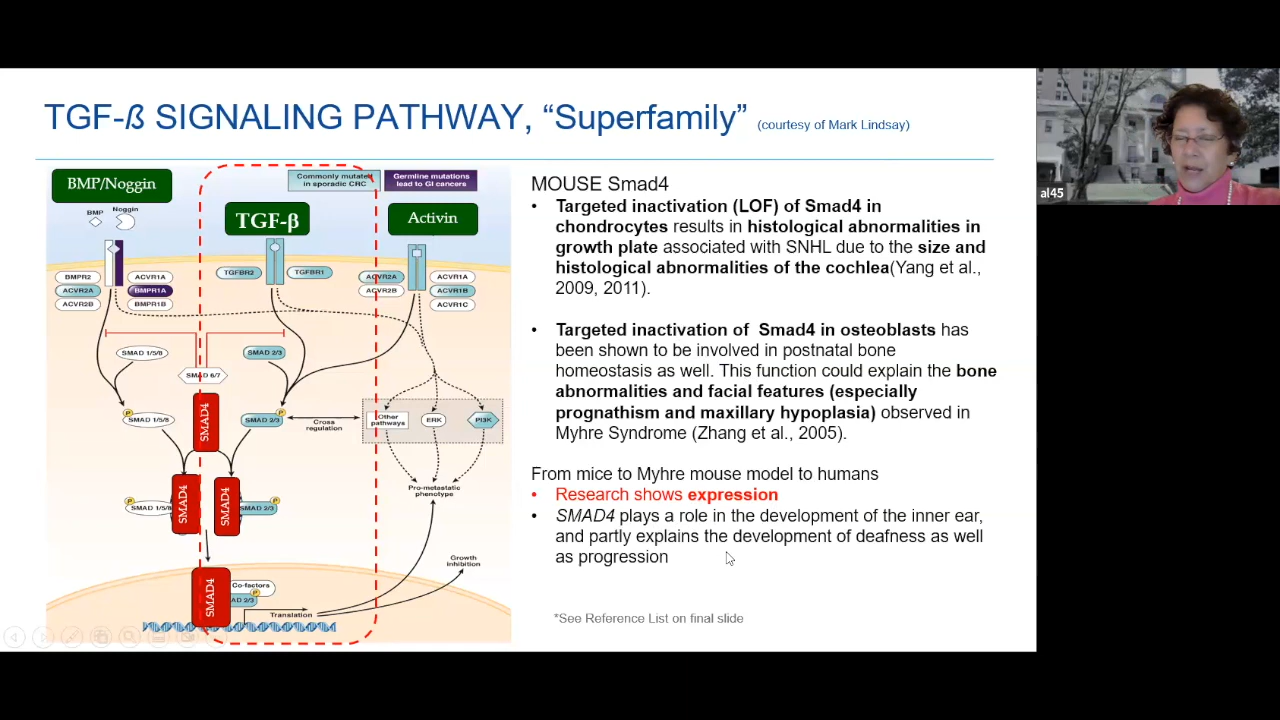 TGF-ß SIGNALING PATHWAY, “Superfamily” (courtesy of Mark Lindsay)
al45
BMP/Noggin
Commonly mutated
in sporadic CRC
Germline mutations
lead to GI cancers
BMP
Noggin
TGF-β
Activin
BMPR2
ACVR2A
ACVR2B
ACVR1A
BMPR1A
BMPR1B
TGFBR2
TGFBR1
ACVR2A
ACVR2B
ACVR1A
ACVR1B
ACVR1C
SMAD 1/5/8
SMAD 2/3
SMAD 6/7
P
SMAD 1/5/8
SMAD4
P
SMAD 2/3
Cross
regulation
Other
pathways
ERK
PI3K
P
SMAD 1/5/8
SMAD4
SMAD4
P
SMAD 2/3
Pro-metastatic
phenotype
Growth
inhibition
SMAD4
Co-factors
P
AD 2/3
Translation
MOUSE Smad4
• Targeted inactivation (LOF) of Smad4 in
chondrocytes results in histological abnormalities in
growth plate associated with SNHL due to the size and
histological abnormalities of the cochlea(Yang et al.,
2009, 2011).
• Targeted inactivation of Smad4 in osteoblasts has
been shown to be involved in postnatal bone
homeostasis as well. This function could explain the bone
abnormalities and facial features (especially
prognathism and maxillary hypoplasia) observed in
Myhre Syndrome (Zhang et al., 2005).
From mice to Myhre mouse model to humans
• Research shows expression
• SMAD4 plays a role in the development of the inner ear,
and partly explains the development of deafness as well
as progression
*See Reference List on final slide